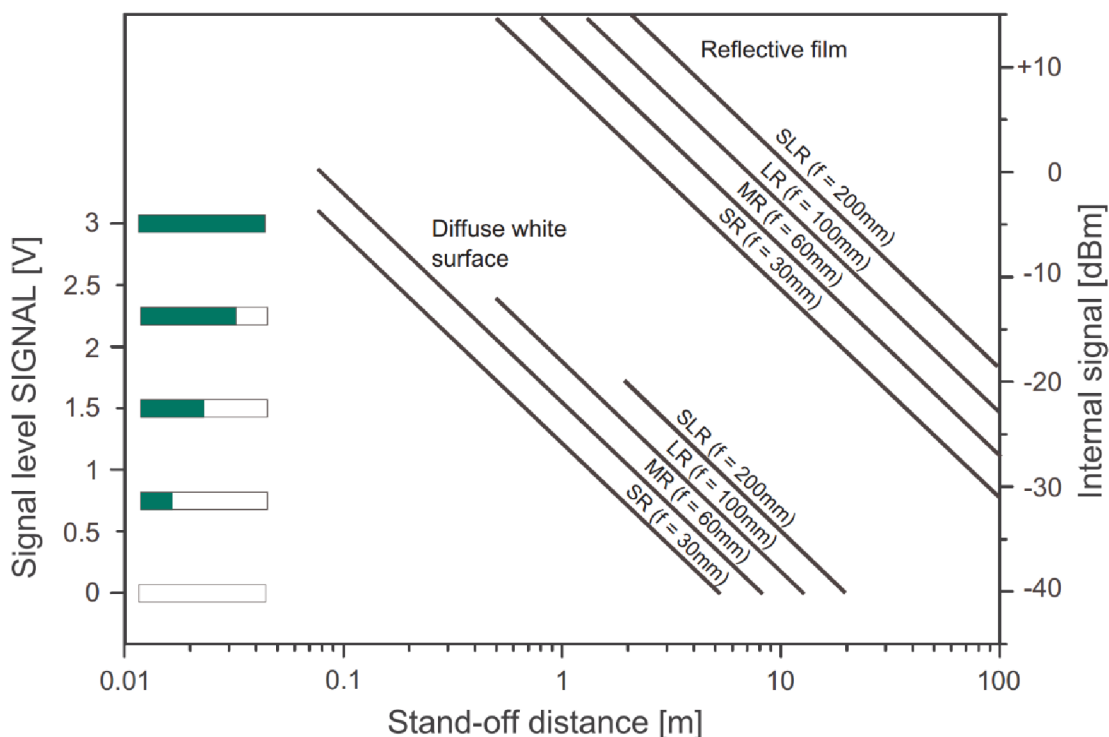 Reflective film
+10
SLR (f = 200mm)
LR (f = 100mm)
MR (f = 60mm)
SR (f = 30mm)
0
Diffuse white
surface
3
2.5
2
1.5
1
0.5
0
Signal level SIGNAL [V]
-10
-20
-30
-40
Internal signal [dBm]
SLR (f = 200mm)
LR (f = 100mm)
MR (f = 60mm)
SR (f = 30mm)
0.01
0.1
1
10
100
Stand-off distance [m]